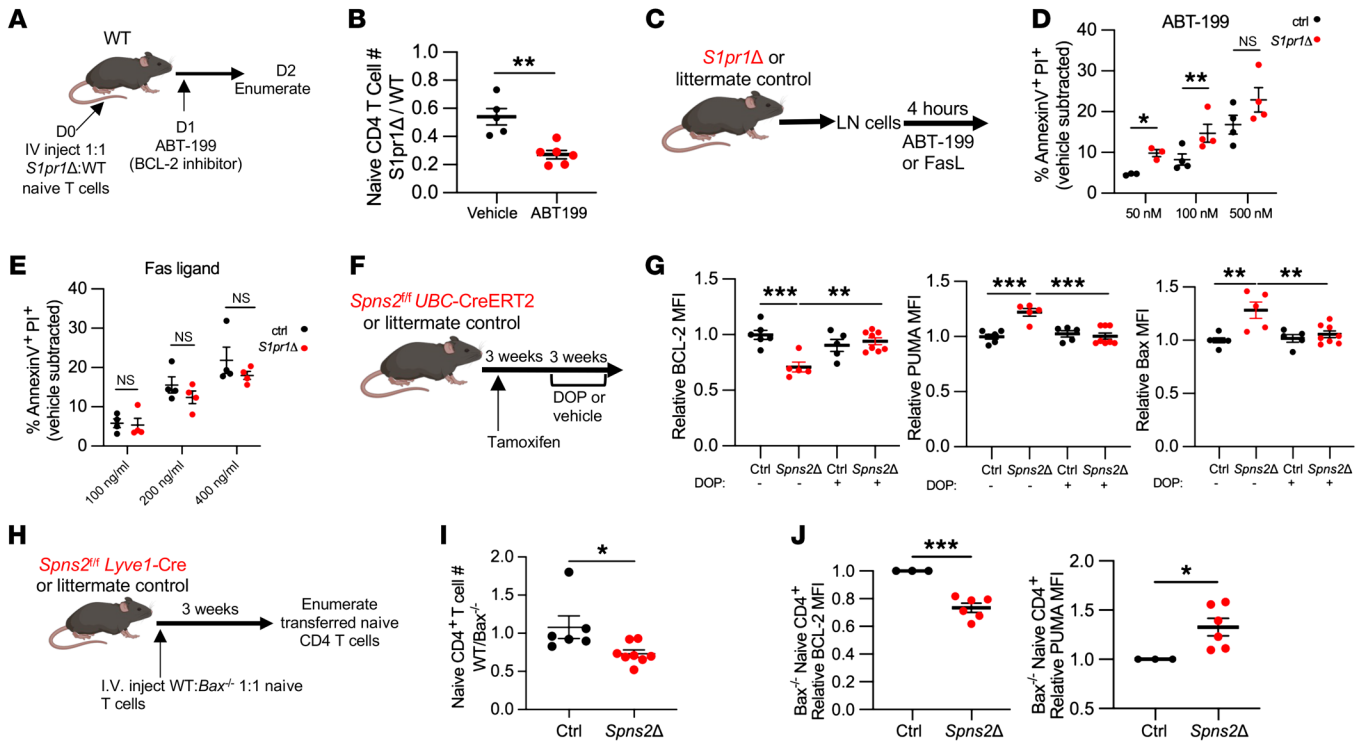 A
WT
D0
IV inject 1:1
S1pr1Δ:WT
naive T cells
D1
ABT-199
(BCL-2 inhibitor)
D2
Enumerate
B
Naive CD4 T Cell #
S1pr1Δ / WT
1.0
0.8
0.6
0.4
0.2
0.0
**
Vehicle ABT199
C
S1pr1Δ or
littermate control
LN cells
4 hours
ABT-199
or FasL
D
ABT-199
ctrl
S1pr1Δ
% AnnexinV⁺ PI⁺
(vehicle subtracted)
40
30
20
10
0
*
**
NS
50 nM 100 nM 500 nM
E
Fas ligand
ctrl
S1pr1Δ
% AnnexinV⁺ PI⁺
(vehicle subtracted)
40
30
20
10
0
NS
NS
NS
100 ng/ml
200 ng/ml
400 ng/ml
F
Spns2f/f UBC-CreERT2
or littermate control
3 weeks 3 weeks
DOP or
vehicle
Tamoxifen
G
Relative BCL-2 MFI
1.5
1.0
0.5
0.0
*** **
Ctrl Spns2Δ Ctrl Spns2Δ
DOP: - - + +
Relative PUMA MFI
1.5
1.0
0.5
0.0
*** ***
Ctrl Spns2Δ Ctrl Spns2Δ
DOP: - - + +
Relative Bax MFI
1.5
1.0
0.5
0.0
** **
Ctrl Spns2Δ Ctrl Spns2Δ
DOP: - - + +
H
Spns2f/f Lyve1-Cre
or littermate control
3 weeks
Enumerate
transferred naive
CD4 T cells
I.V. inject WT:Bax-/- 1:1 naive
T cells
I
Naive CD4⁺ T cell #
WT/Bax-/-
2.0
1.5
1.0
0.5
0.0
*
Ctrl Spns2Δ
J
Bax-/- Naive CD4⁺
Relative BCL-2 MFI
1.0
0.8
0.6
0.4
0.2
0.0
***
Ctrl Spns2Δ
Bax-/- Naive CD4⁺
Relative PUMA MFI
2.0
1.5
1.0
0.5
*
Ctrl Spns2Δ